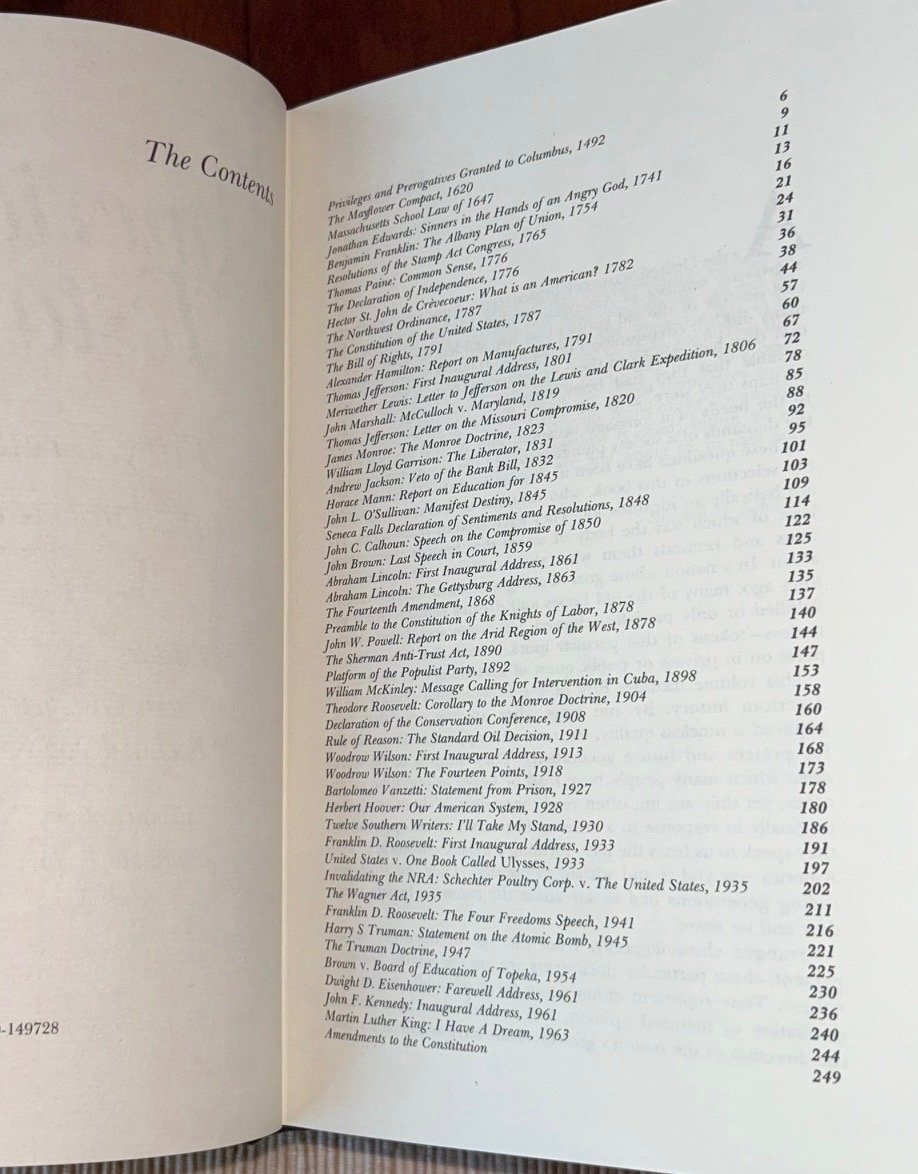 The Contents
-149728
Privileges and Prerogatives Granted to Columbus, 1492 6
The Mayflower Compact, 1620 9
Massachusetts School Law of 1647 11
Jonathan Edwards: Sinners in the Hands of an Angry God, 1741 13
Benjamin Franklin: The Albany Plan of Union, 1754 16
Resolutions of the Stamp Act Congress, 1765 21
Thomas Paine: Common Sense, 1776 24
The Declaration of Independence, 1776 31
Hector St. John de Crèvecoeur: What is an American? 1782 36
The Northwest Ordinance, 1787 38
The Constitution of the United States, 1787 44
The Bill of Rights, 1791 57
Alexander Hamilton: Report on Manufactures, 1791 60
Thomas Jefferson: First Inaugural Address, 1801 67
Meriwether Lewis: Letter to Jefferson on the Lewis and Clark Expedition, 1806 72
John Marshall: McCulloch v. Maryland, 1819 78
Thomas Jefferson: Letter on the Missouri Compromise, 1820 85
James Monroe: The Monroe Doctrine, 1823 88
William Lloyd Garrison: The Liberator, 1831 92
Andrew Jackson: Veto of the Bank Bill, 1832 95
Horace Mann: Report on Education for 1845 101
John L. O'Sullivan: Manifest Destiny, 1845 103
Seneca Falls Declaration of Sentiments and Resolutions, 1848 109
John C. Calhoun: Speech on the Compromise of 1850 114
John Brown: Last Speech in Court, 1859 122
Abraham Lincoln: First Inaugural Address, 1861 125
Abraham Lincoln: The Gettysburg Address, 1863 133
The Fourteenth Amendment, 1868 135
Preamble to the Constitution of the Knights of Labor, 1878 137
John W. Powell: Report on the Arid Region of the West, 1878 140
The Sherman Anti-Trust Act, 1890 144
Platform of the Populist Party, 1892 147
William McKinley: Message Calling for Intervention in Cuba, 1898 153
Theodore Roosevelt: Corollary to the Monroe Doctrine, 1904 158
Declaration of the Conservation Conference, 1908 160
Rule of Reason: The Standard Oil Decision, 1911 164
Woodrow Wilson: First Inaugural Address, 1913 168
Woodrow Wilson: The Fourteen Points, 1918 173
Bartolomeo Vanzetti: Statement from Prison, 1927 178
Herbert Hoover: Our American System, 1928 180
Twelve Southern Writers: I'll Take My Stand, 1930 186
Franklin D. Roosevelt: First Inaugural Address, 1933 191
United States v. One Book Called Ulysses, 1933 197
Invalidating the NRA: Schechter Poultry Corp. v. The United States, 1935 202
The Wagner Act, 1935 211
Franklin D. Roosevelt: The Four Freedoms Speech, 1941 216
Harry S Truman: Statement on the Atomic Bomb, 1945 221
The Truman Doctrine, 1947 225
Brown v. Board of Education of Topeka, 1954 230
Dwight D. Eisenhower: Farewell Address, 1961 236
John F. Kennedy: Inaugural Address, 1961 240
Martin Luther King: I Have A Dream, 1963 244
Amendments to the Constitution 249